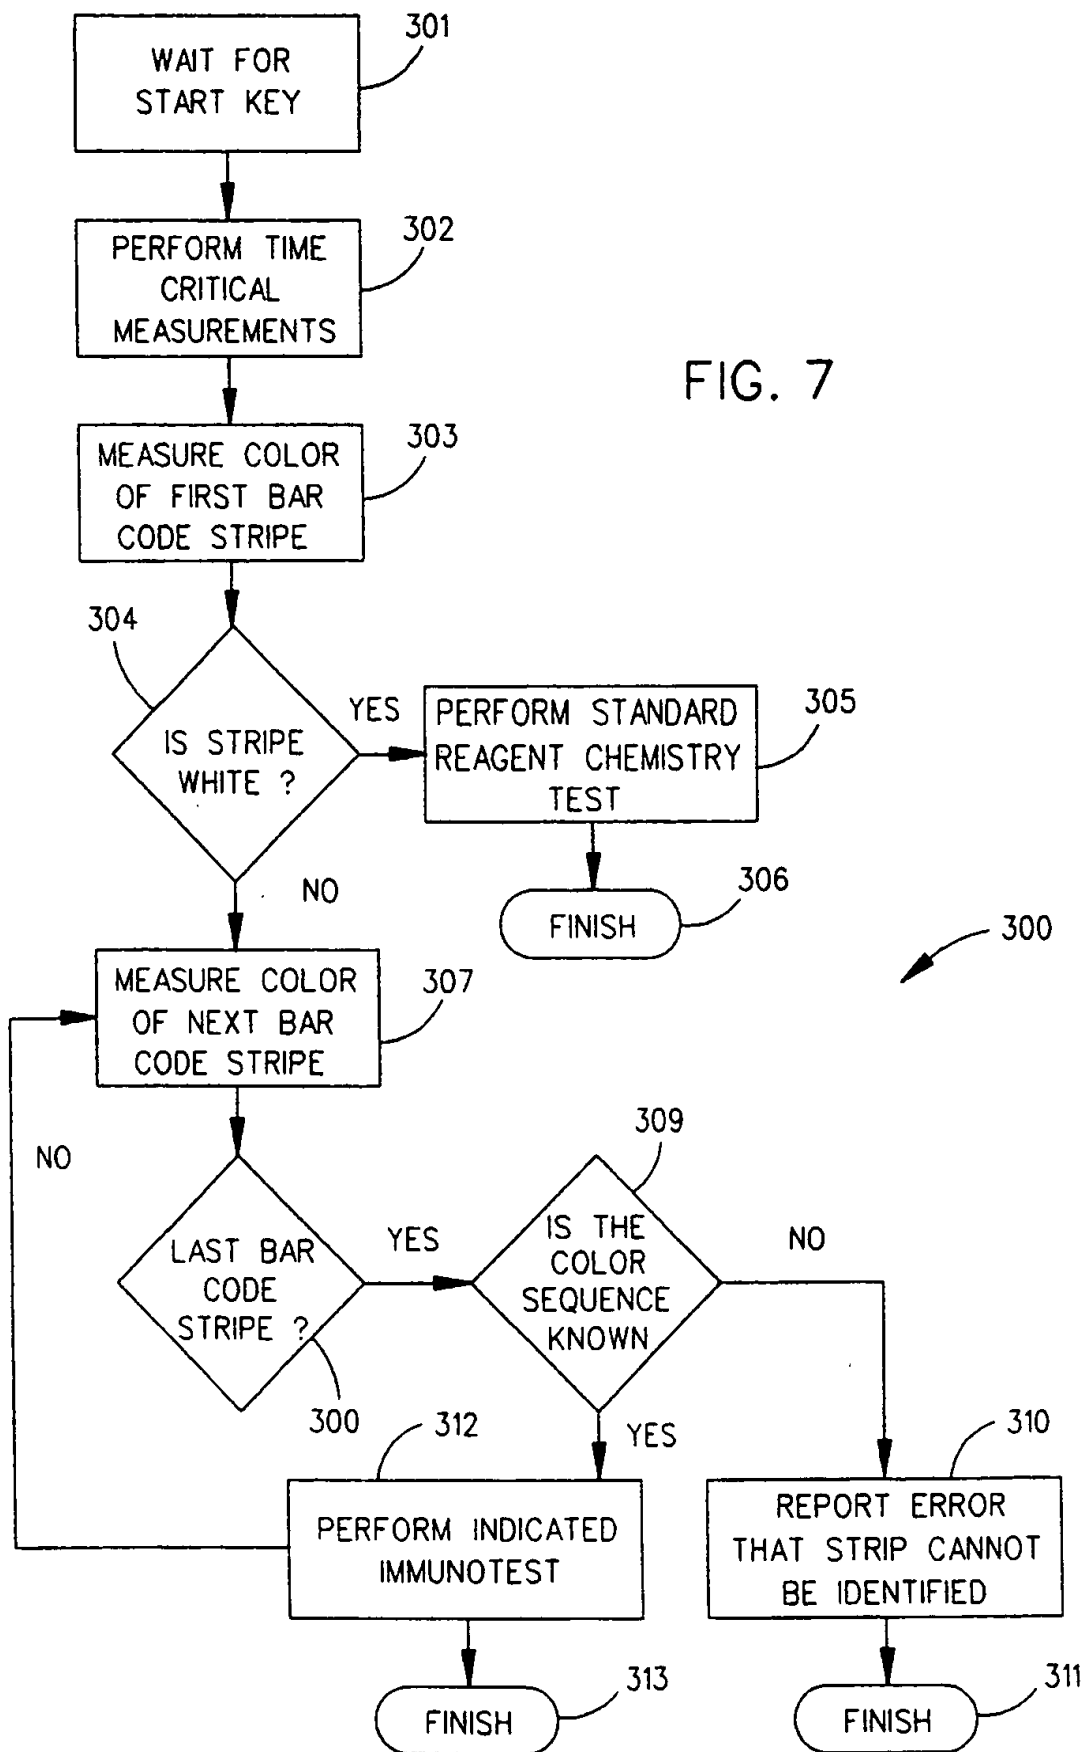 301
WAIT FOR
START KEY
302
PERFORM TIME
CRITICAL
MEASUREMENTS
FIG. 7
303
MEASURE COLOR
OF FIRST BAR
CODE STRIPE
304
IS STRIPE
WHITE ?
YES
305
PERFORM STANDARD
REAGENT CHEMISTRY
TEST
NO
306
FINISH
300
307
MEASURE COLOR
OF NEXT BAR
CODE STRIPE
NO
LAST BAR
CODE
STRIPE ?
300
YES
309
IS THE
COLOR
SEQUENCE
KNOWN
NO
YES
312
PERFORM INDICATED
IMMUNOTEST
310
REPORT ERROR
THAT STRIP CANNOT
BE IDENTIFIED
313
FINISH
311
FINISH